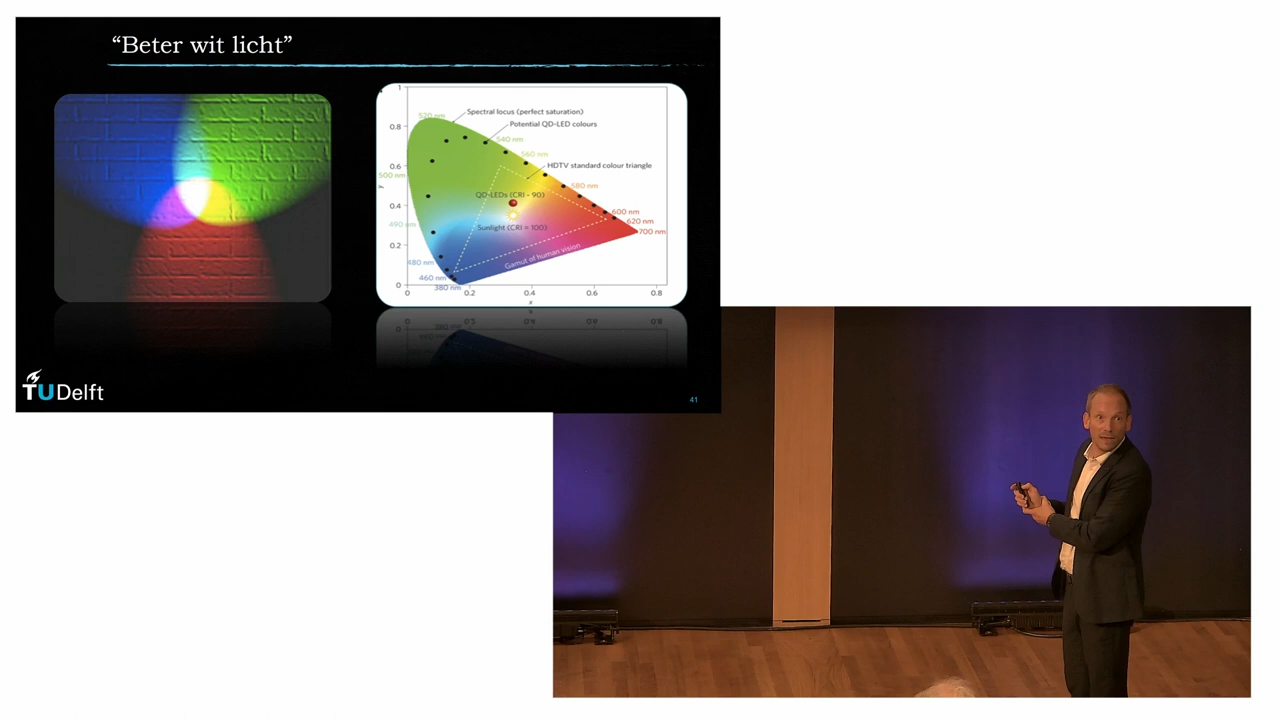 “Beter wit licht”
1
Spectral locus (perfect saturation)
520 nm
Potential QD-LED colours
0.8
540 nm
560 nm
HDTV standard colour triangle
0.6
500 nm
580 nm
y
QD-LEDs (CRI - 90)
0.4
600 nm
620 nm
490 nm
Sunlight (CRI = 100)
700 nm
0.2
Gamut of human vision
480 nm
460 nm
0
380 nm
0 0.2 0.4 0.6 0.8
x
TUDelft
41